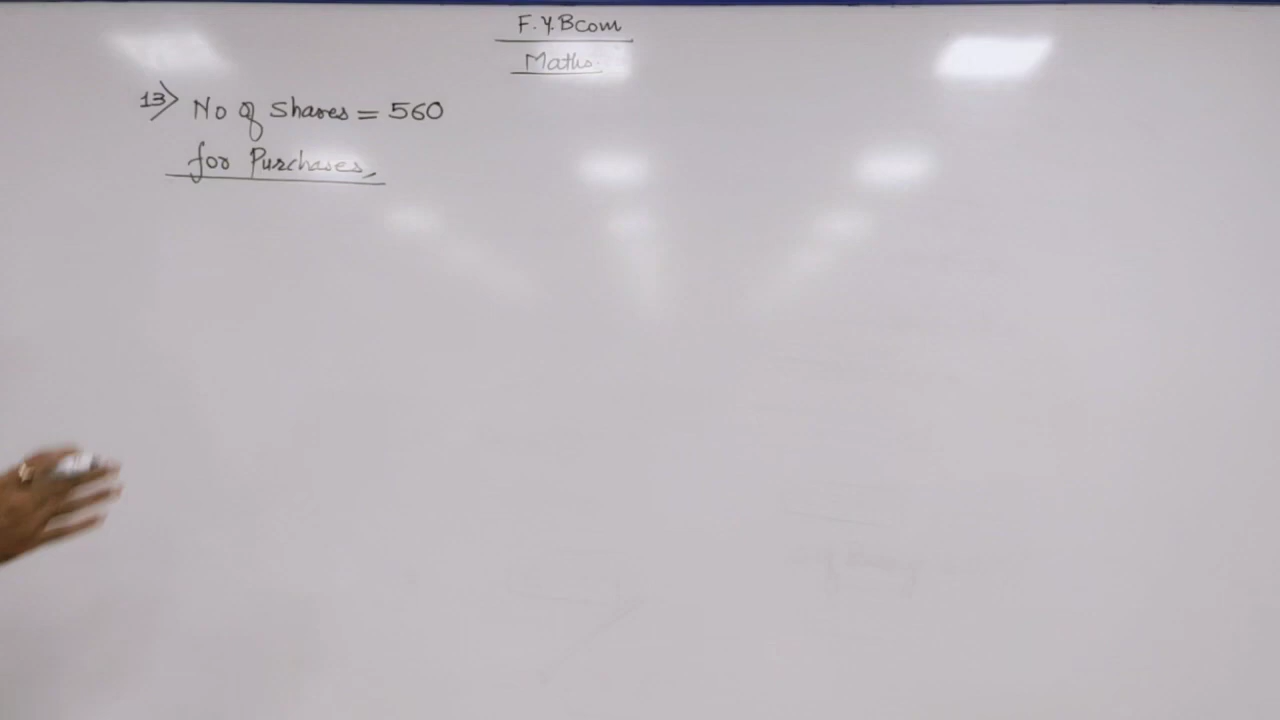 F.Y.Bcom
Maths.
13> No of Shares = 560
for Purchases,